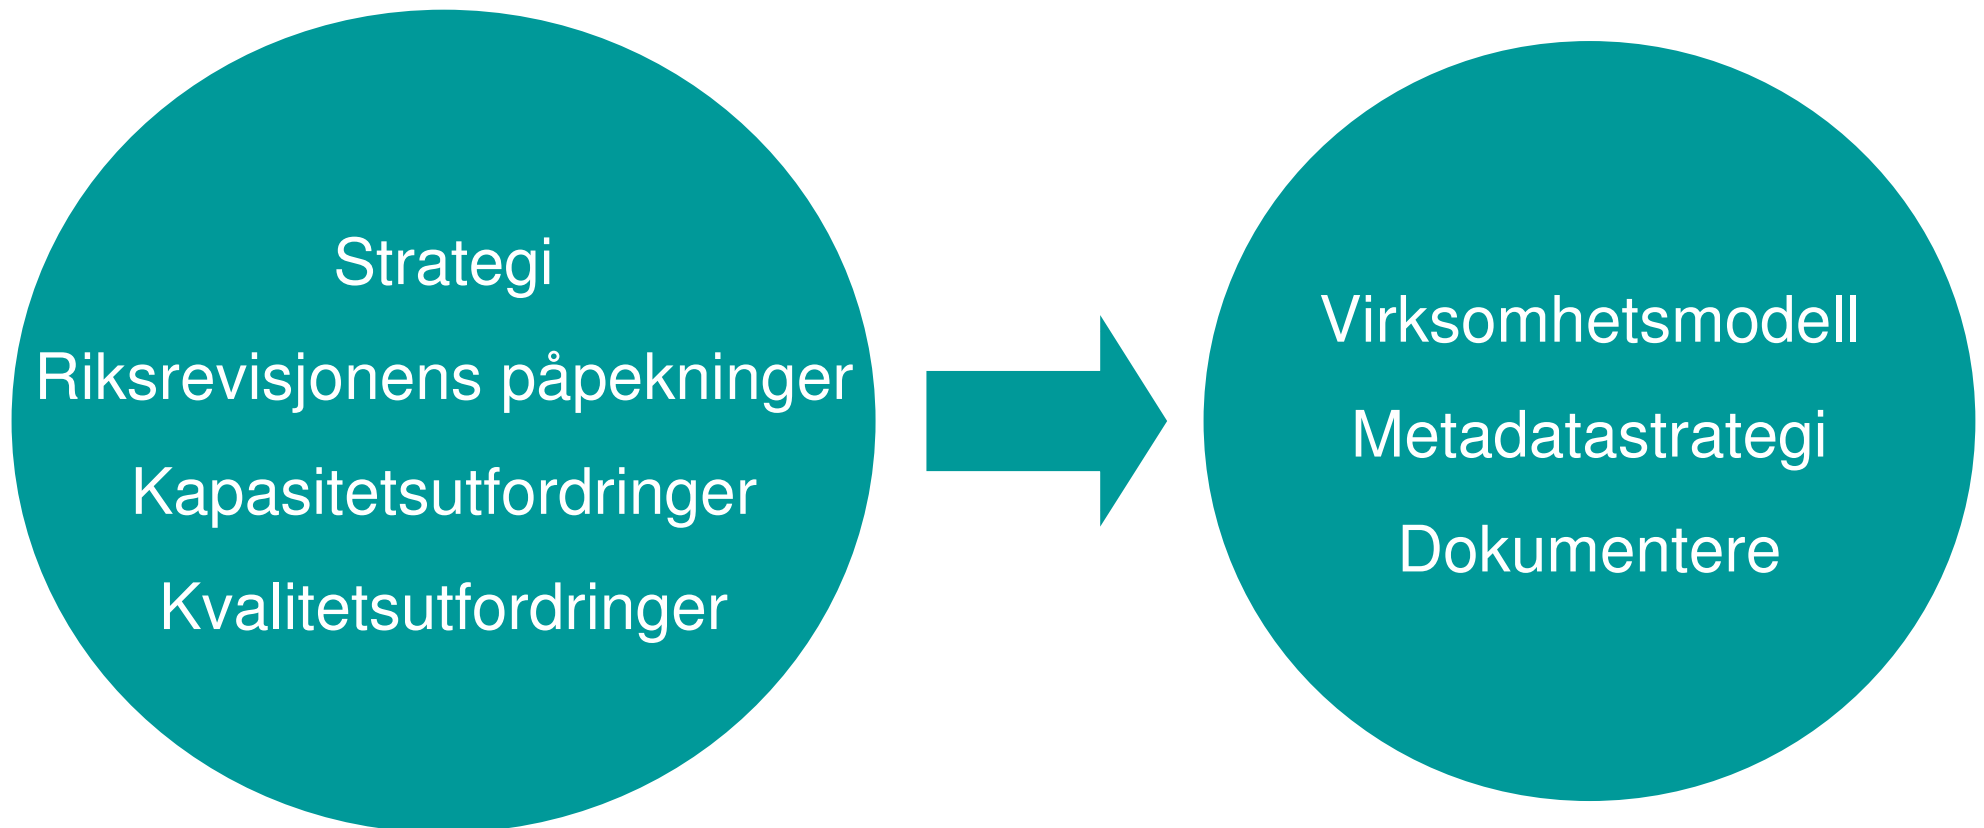 Strategi
Riksrevisjonens påpekninger
Kapasitetsutfordringer
Kvalitetsutfordringer
Virksomhetsmodell
Metadatastrategi
Dokumentere